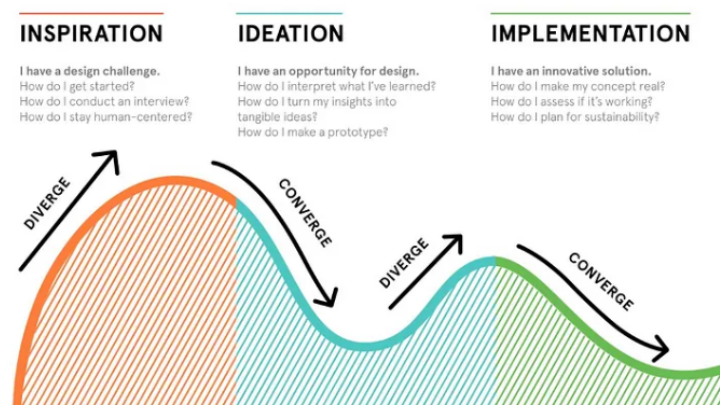 INSPIRATION
I have a design challenge.
How do I get started?
How do I conduct an interview?
How do I stay human-centered?
IDEATION
I have an opportunity for design.
How do I interpret what I've learned?
How do I turn my insights into
tangible ideas?
How do I make a prototype?
IMPLEMENTATION
I have an innovative solution.
How do I make my concept real?
How do I assess if it's working?
How do I plan for sustainability?
DIVERGE
CONVERGE
DIVERGE
CONVERGE